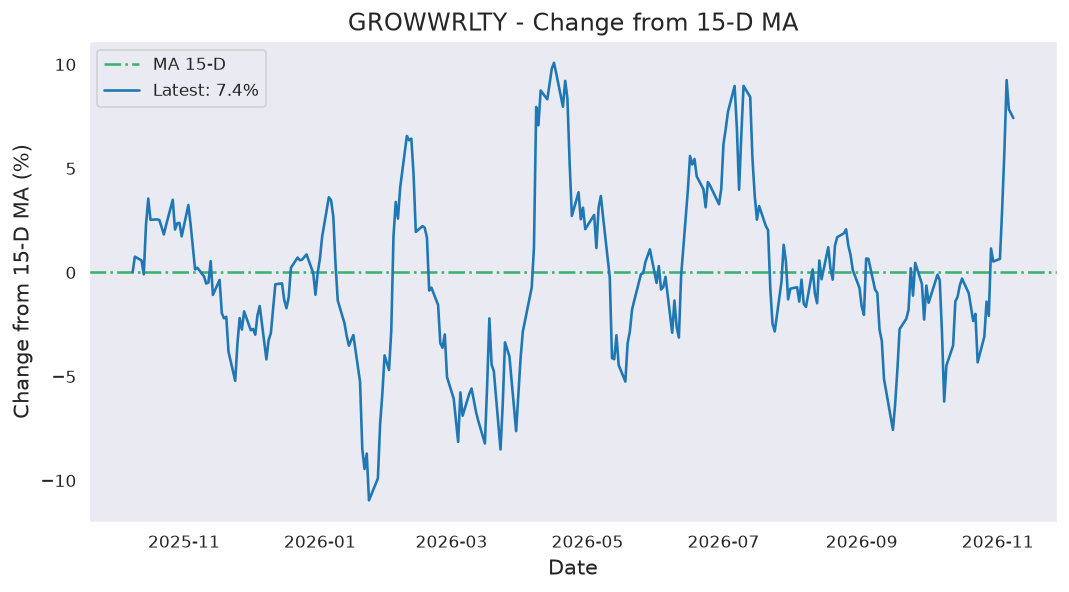 GROWWRLTY - Change from 15-D MA
MA 15-D
Latest: 7.4%
Change from 15-D MA (%)
10
5
0
−5
−10
2025-11
2026-01
2026-03
2026-05
2026-07
2026-09
2026-11
Date